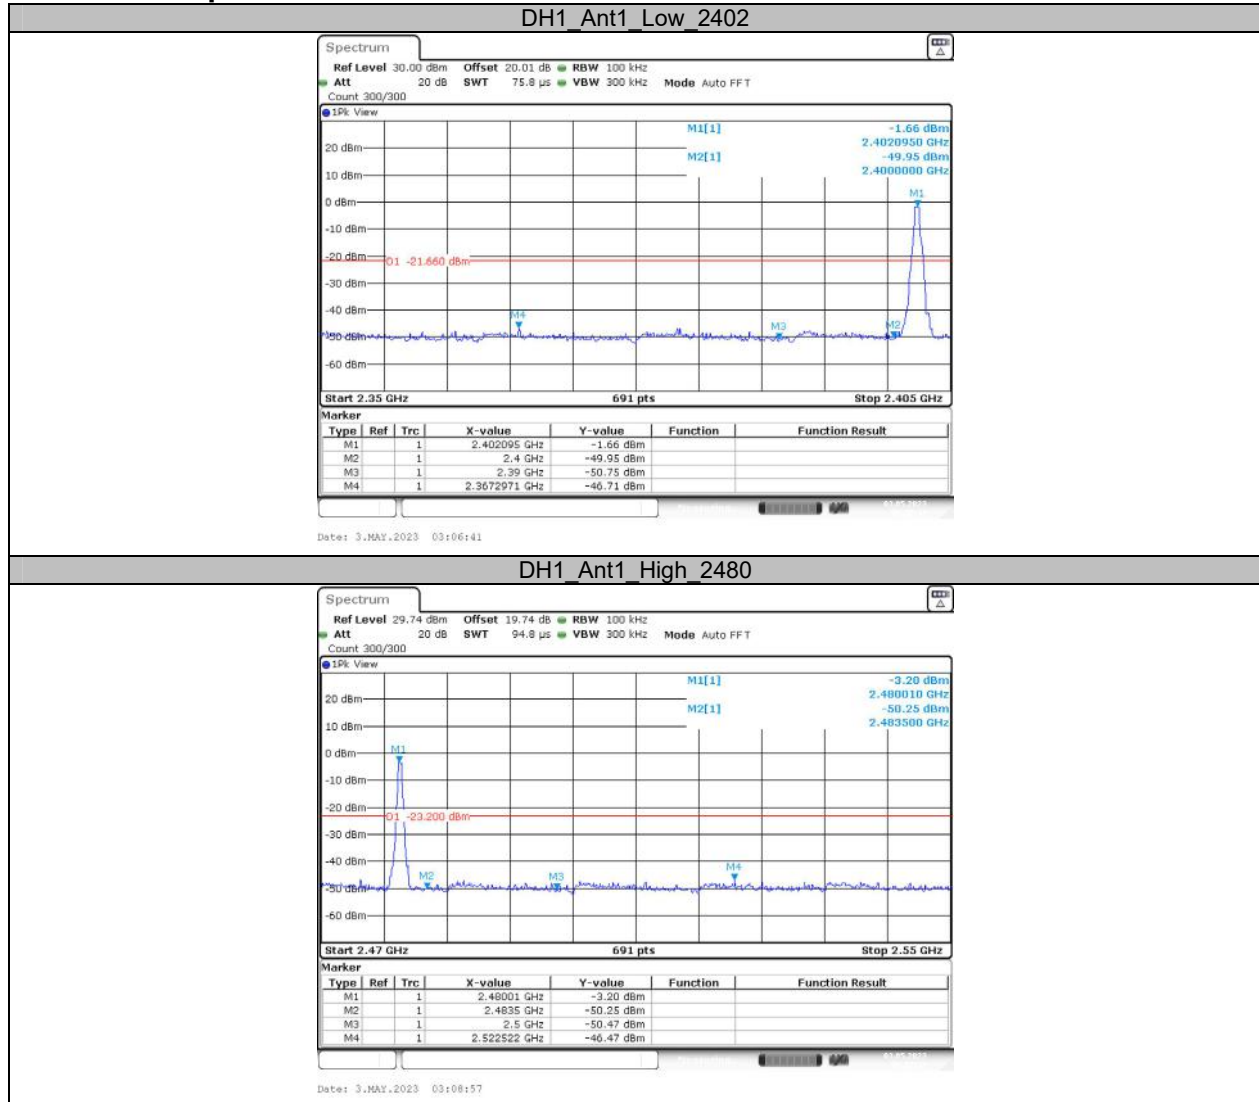 DH1_Ant1_Low_2402
Spectrum
Ref Level 30.00 dBm Offset 20.01 dB RBW 100 kHz
Att 20 dB SWT 75.8 µs VBW 300 kHz Mode Auto FFT
Count 300/300
1Pk View
M1[1] -1.66 dBm
2.4020950 GHz
M2[1] -49.95 dBm
2.4000000 GHz
20 dBm
10 dBm
M1
0 dBm
-10 dBm
-20 dBm
O1 -21.660 dBm
-30 dBm
-40 dBm
M4
M3
M2
-50 dBm
-60 dBm
Start 2.35 GHz 691 pts Stop 2.405 GHz
Marker
Type Ref Trc X-value Y-value Function Function Result
M1 1 2.402095 GHz -1.66 dBm
M2 1 2.4 GHz -49.95 dBm
M3 1 2.39 GHz -50.75 dBm
M4 1 2.3672971 GHz -46.71 dBm
Date: 3.MAY.2023 03:06:41
DH1_Ant1_High_2480
Spectrum
Ref Level 29.74 dBm Offset 19.74 dB RBW 100 kHz
Att 20 dB SWT 94.8 µs VBW 300 kHz Mode Auto FFT
Count 300/300
1Pk View
M1[1] -3.20 dBm
2.480010 GHz
M2[1] -50.25 dBm
2.483500 GHz
20 dBm
10 dBm
0 dBm
M1
-10 dBm
-20 dBm
O1 -23.200 dBm
-30 dBm
-40 dBm
M4
M2
M3
-50 dBm
-60 dBm
Start 2.47 GHz 691 pts Stop 2.55 GHz
Marker
Type Ref Trc X-value Y-value Function Function Result
M1 1 2.48001 GHz -3.20 dBm
M2 1 2.4835 GHz -50.25 dBm
M3 1 2.5 GHz -50.47 dBm
M4 1 2.522522 GHz -46.47 dBm
Date: 3.MAY.2023 03:08:57